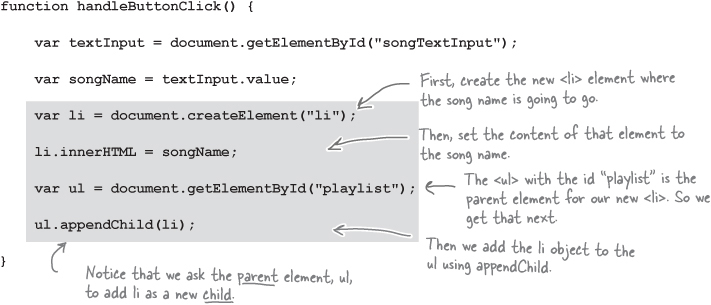 function handleButtonClick() {
var textInput = document.getElementById("songTextInput");
var songName = textInput.value;
First, create the new <li> element where
the song name is going to go.
var li = document.createElement("li");
Then, set the content of that element to
the song name.
li.innerHTML = songName;
The <ul> with the id “playlist” is the
parent element for our new <li>. So we
get that next.
var ul = document.getElementById("playlist");
ul.appendChild(li);
Then we add the li object to the
ul using appendChild.
}
Notice that we ask the parent element, ul,
to add li as a new child.